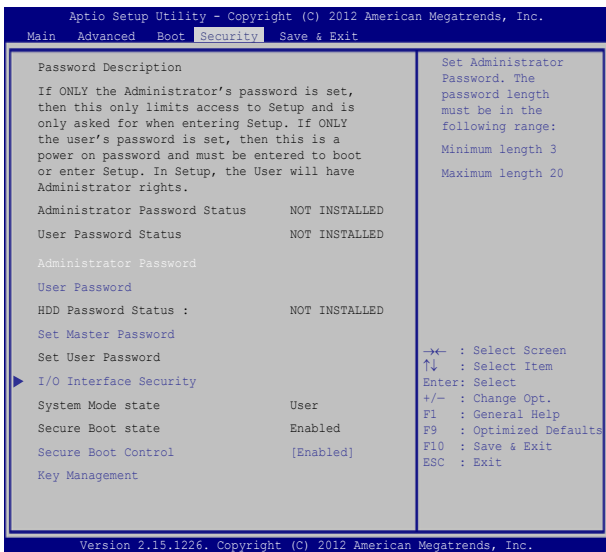 Aptio Setup Utility - Copyright (C) 2012 American Megatrends, Inc.
Main Advanced Boot Security Save & Exit
Password Description
If ONLY the Administrator's password is set,
then this only limits access to Setup and is
only asked for when entering Setup. If ONLY
the user's password is set, then this is a
power on password and must be entered to boot
or enter Setup. In Setup, the User will have
Administrator rights.
Administrator Password Status NOT INSTALLED
User Password Status NOT INSTALLED
Administrator Password
User Password
HDD Password Status : NOT INSTALLED
Set Master Password
Set User Password
I/O Interface Security
System Mode state User
Secure Boot state Enabled
Secure Boot Control [Enabled]
Key Management
Set Administrator
Password. The
password length
must be in the
following range:
Minimum length 3
Maximum length 20
→← : Select Screen
↑↓ : Select Item
Enter: Select
+/— : Change Opt.
F1 : General Help
F9 : Optimized Defaults
F10 : Save & Exit
ESC : Exit
Version 2.15.1226. Copyright (C) 2012 American Megatrends, Inc.